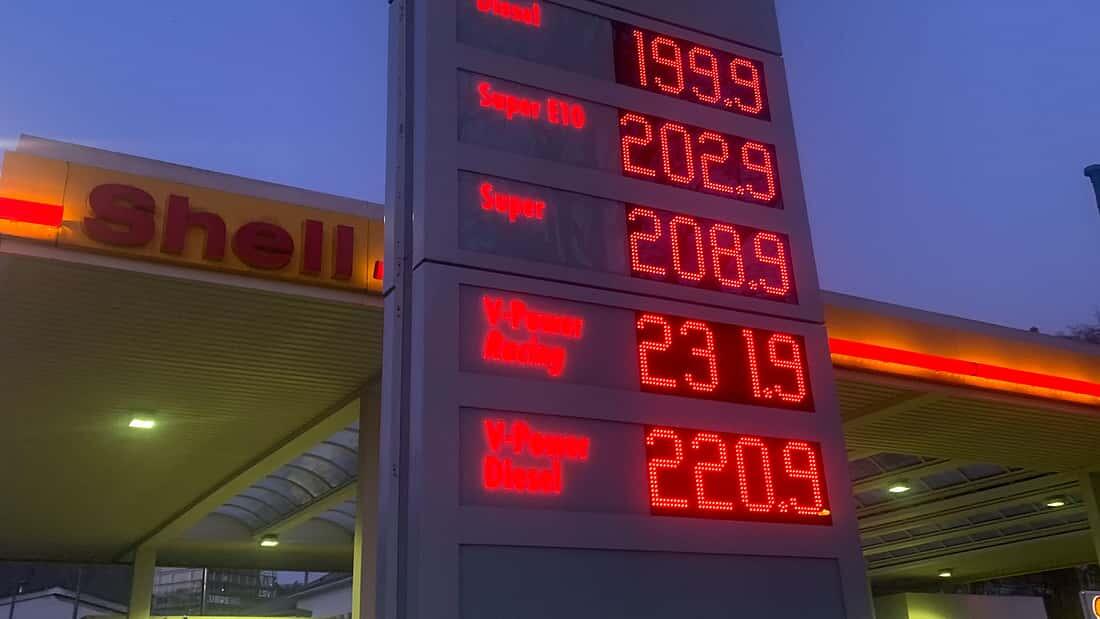 Diesel 199.9
Super E10 202.9
Super 208.9
V-Power
Racing 231.9
V-Power
Diesel 220.9
Shell